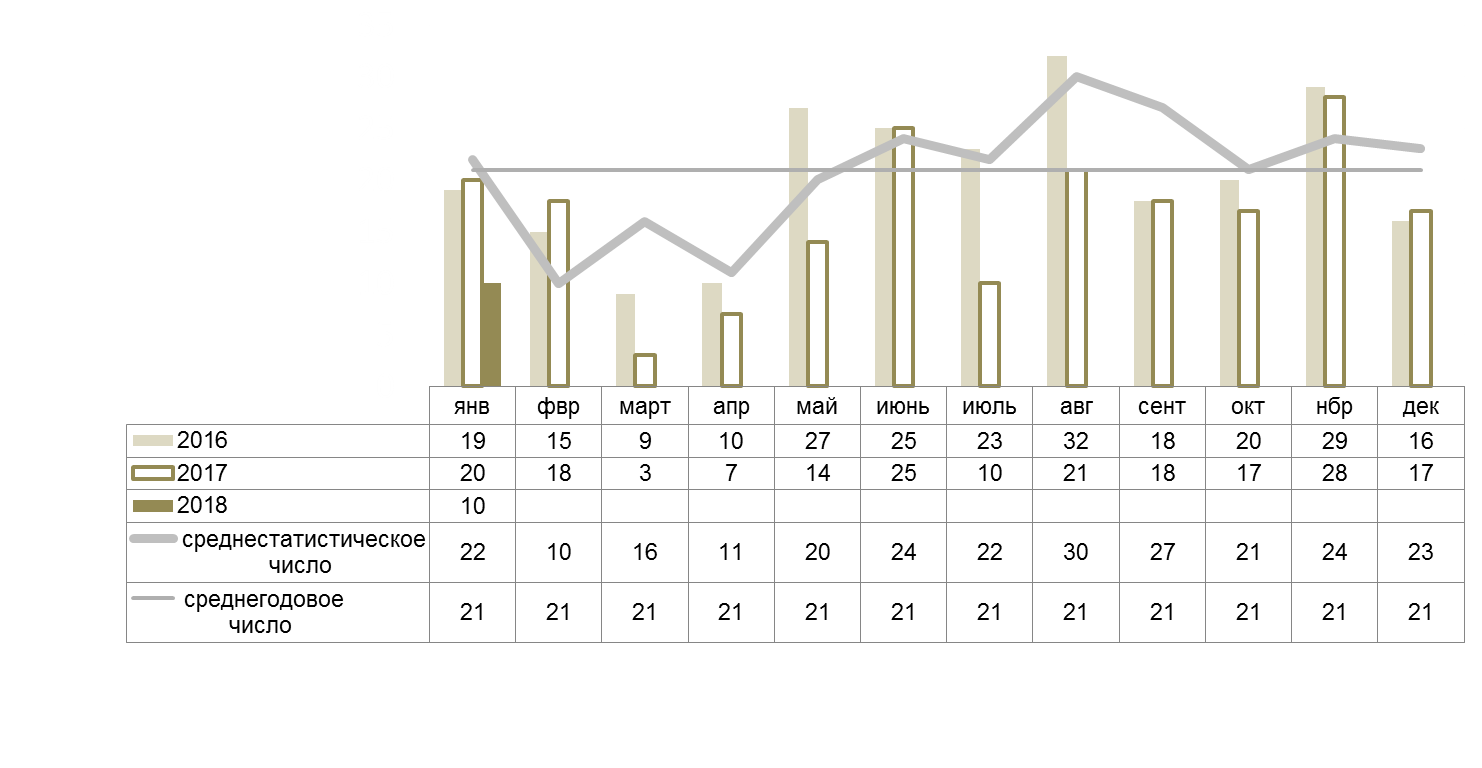 янв фвр март апр май июнь июль авг сент окт нбр дек
2016 19 15 9 10 27 25 23 32 18 20 29 16
2017 20 18 3 7 14 25 10 21 18 17 28 17
2018 10
среднестатистическое
число 22 10 16 11 20 24 22 30 27 21 24 23
среднегодовое
число 21 21 21 21 21 21 21 21 21 21 21 21